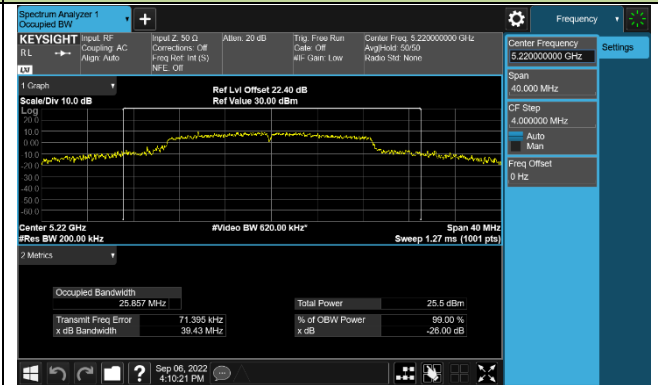 Spectrum Analyzer 1
Occupied BW
Frequency
KEYSIGHT
RL
LXI
Input: RF
Coupling: AC
Align: Auto
Input Z: 50 Ω
Corrections: Off
Freq Ref: Int (S)
NFE: Off
Atten: 20 dB
Trig: Free Run
Gate: Off
#IF Gain: Low
Center Freq: 5.220000000 GHz
Avg|Hold: 50/50
Radio Std: None
Center Frequency
5.220000000 GHz
Settings
Span
40.000 MHz
CF Step
4.000000 MHz
Auto
Man
Freq Offset
0 Hz
1 Graph
Scale/Div 10.0 dB
Ref Lvl Offset 22.40 dB
Ref Value 30.00 dBm
Log
20.0
10.0
0.00
-10.0
-20.0
-30.0
-40.0
-50.0
-60.0
Center 5.22 GHz
#Video BW 620.00 kHz*
Span 40 MHz
#Res BW 200.00 kHz
Sweep 1.27 ms (1001 pts)
2 Metrics
Occupied Bandwidth
25.857 MHz
Total Power 25.5 dBm
Transmit Freq Error 71.395 kHz
% of OBW Power 99.00 %
x dB Bandwidth 39.43 MHz
x dB -26.00 dB
?
Sep 06, 2022
4:10:21 PM